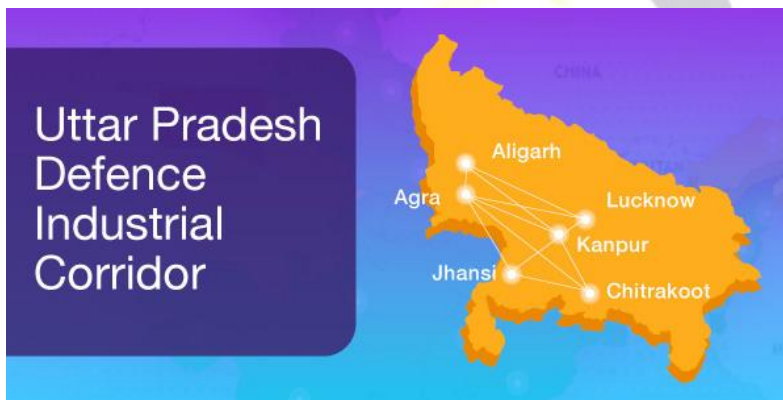 Uttar Pradesh
Defence
Industrial
Corridor
CHINA
Aligarh
Agra
Lucknow
Kanpur
Jhansi
Chitrakoot